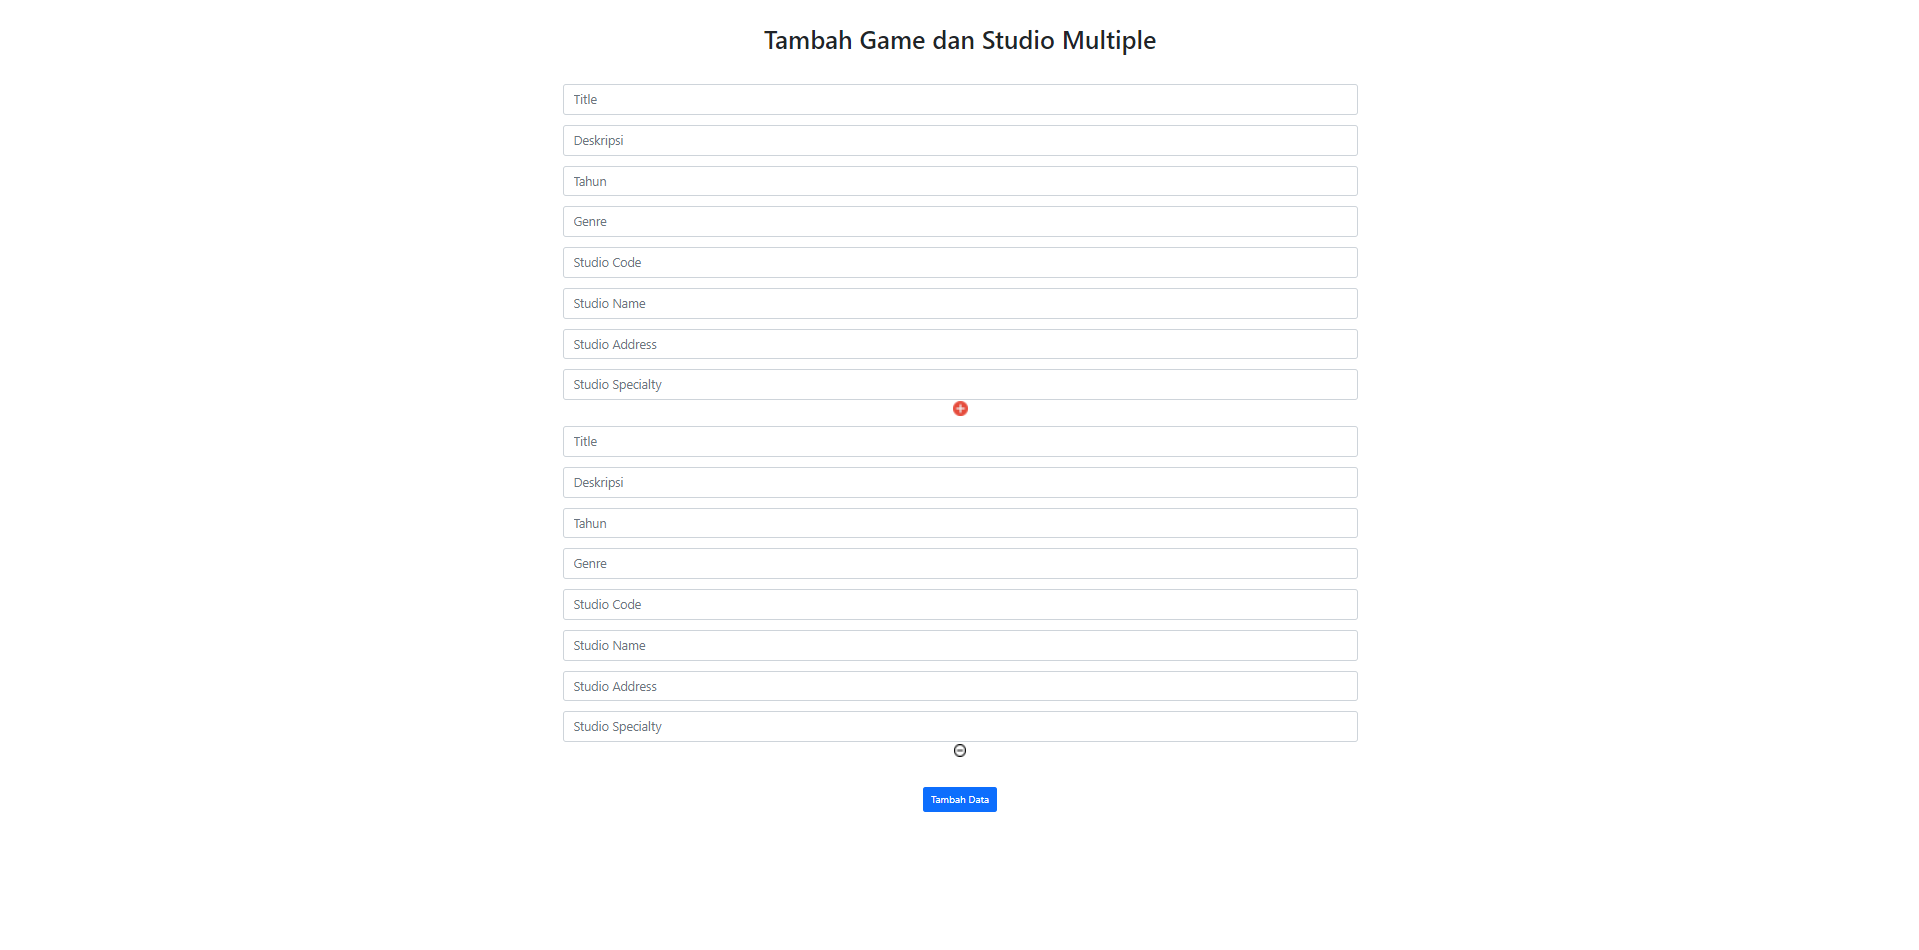 Tambah Game dan Studio Multiple
Title
Deskripsi
Tahun
Genre
Studio Code
Studio Name
Studio Address
Studio Specialty
Title
Deskripsi
Tahun
Genre
Studio Code
Studio Name
Studio Address
Studio Specialty
Tambah Data